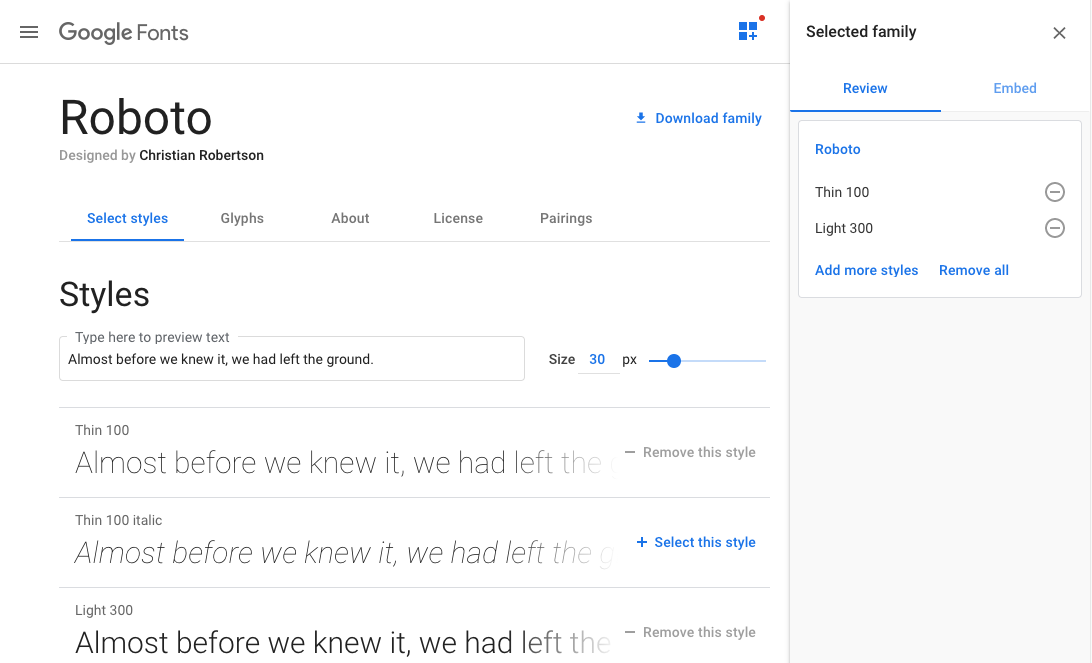 Google Fonts
Roboto
Designed by Christian Robertson
Download family
Select styles
Glyphs
About
License
Pairings
Styles
Type here to preview text
Almost before we knew it, we had left the ground.
Size 30 px
Thin 100
Almost before we knew it, we had left the
Remove this style
Thin 100 italic
Almost before we knew it, we had left the g
Select this style
Light 300
Almost before we knew it, we had left the
Remove this style
Selected family
Review
Embed
Roboto
Thin 100
Light 300
Add more styles
Remove all